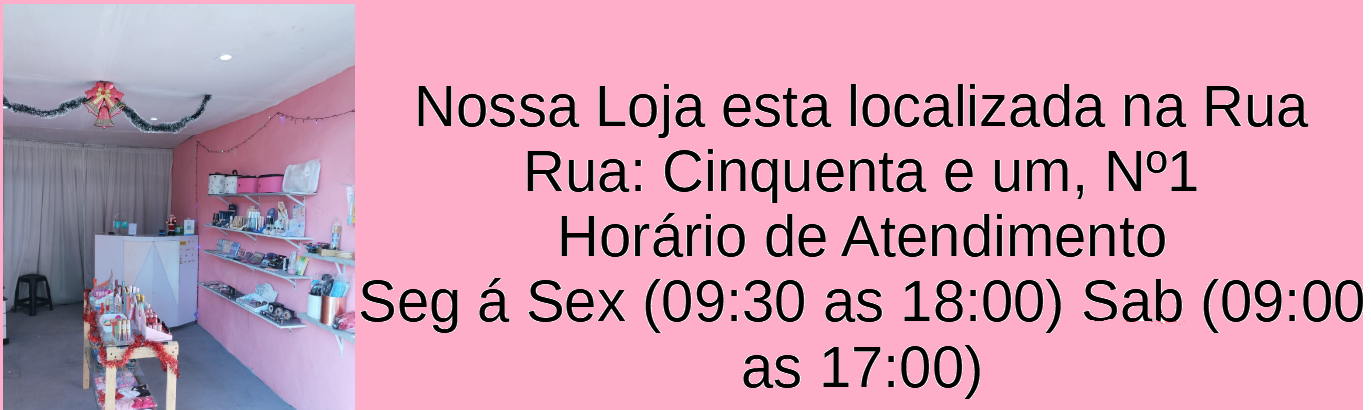 Nossa Loja esta localizada na Rua
Rua: Cinquenta e um, Nº1
Horário de Atendimento
Seg á Sex (09:30 as 18:00) Sab (09:00
as 17:00)